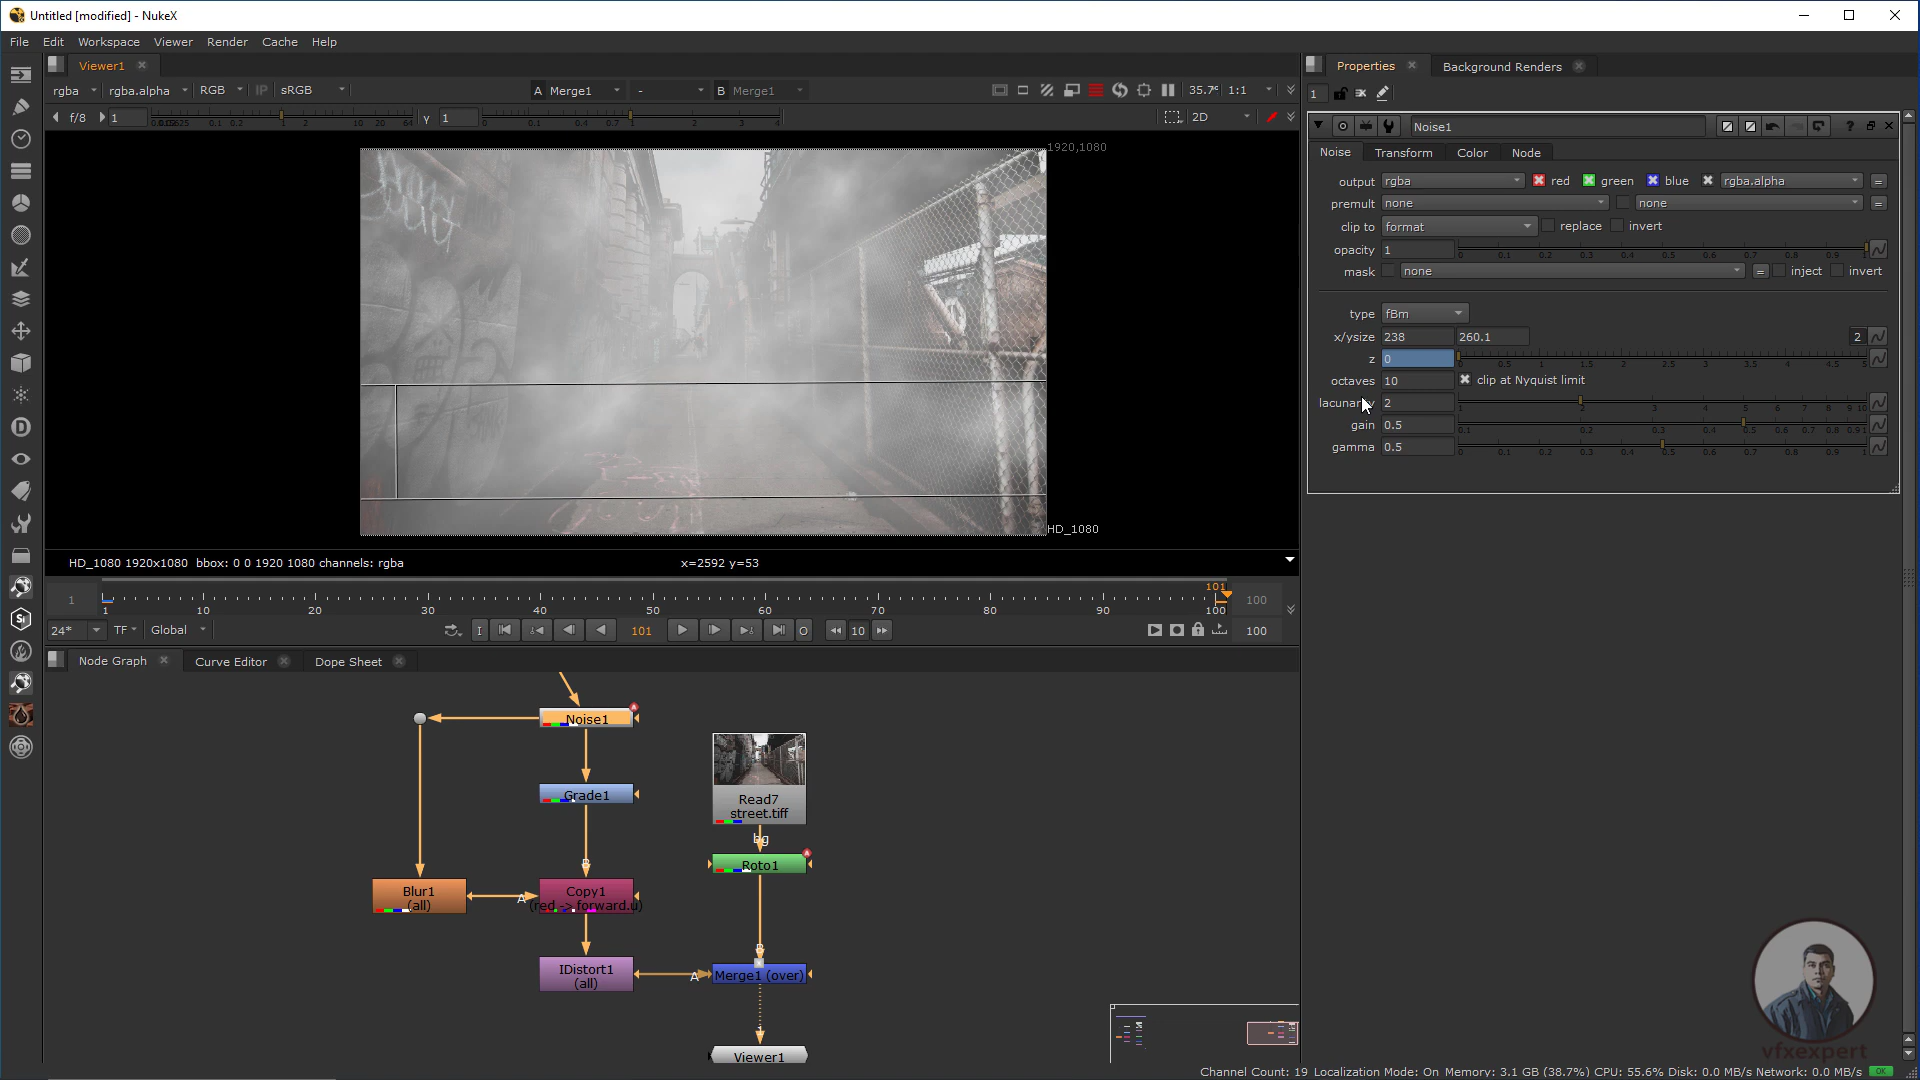 Untitled [modified] - NukeX
File Edit Workspace Viewer Render Cache Help
Viewer1
Properties Background Renders
rgba rgba.alpha RGB IP sRGB A Merge1 - B Merge1 1:1
1
f/8 1 y 1 2D
Noise1
Noise Transform Color Node
output rgba red green blue rgba.alpha =
premult none none =
clip to format replace invert
opacity 1
mask none = inject invert
type fBm
x/ysize 238 260.1 2
z 0
octaves 10 clip at Nyquist limit
lacunarity 2
gain 0.5
gamma 0.5
1920,1080
HD_1080
HD_1080 1920x1080 bbox: 0 0 1920 1080 channels: rgba x=2592 y=53
101
1 1 10 20 30 40 50 60 70 80 90 100 100
24* TF Global I 101 O 10 100
Node Graph Curve Editor Dope Sheet
Noise1
Grade1
Read7
street.tiff
bg
Roto1
B
Blur1
(all)
A
Copy1
(red -> forward.u)
B
IDistort1
(all)
A
Merge1 (over)
Viewer1
vfxexpert
Channel Count: 19 Localization Mode: On Memory: 3.1 GB (38.7%) CPU: 55.6% Disk: 0.0 MB/s Network: 0.0 MB/s OK